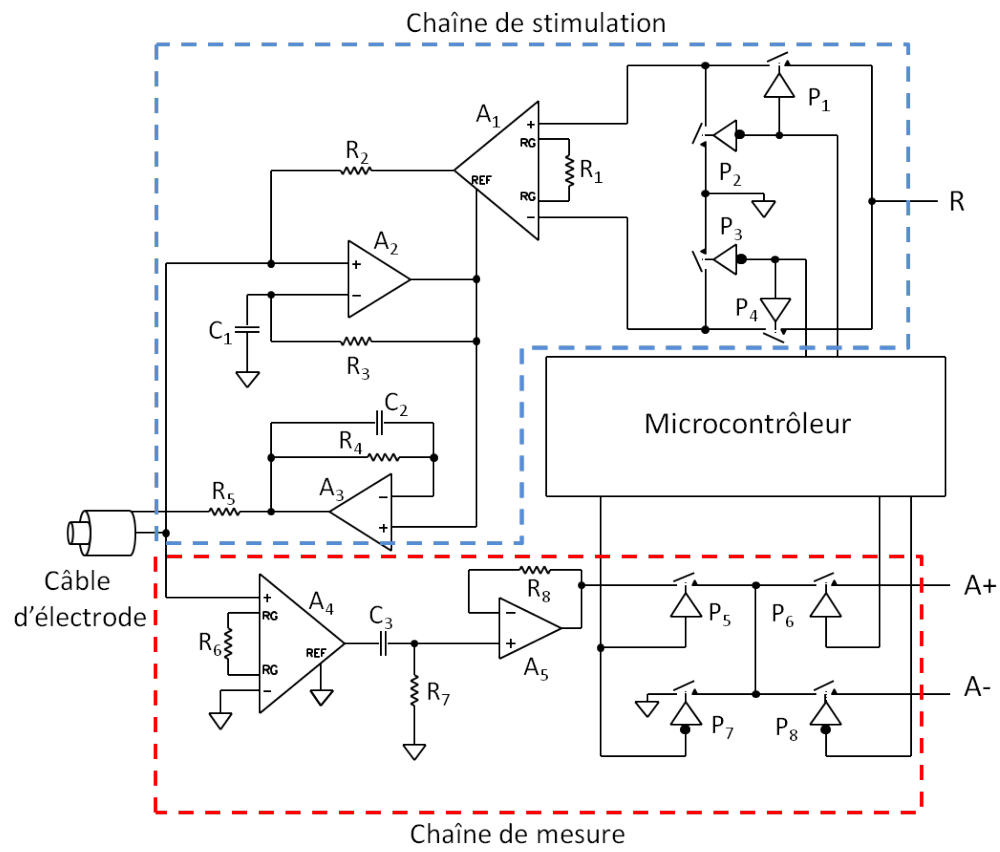 Chaîne de stimulation
A1
+
RG
R1
RG
REF
−
P1
P2
P3
P4
R
R2
A2
+
−
C1
R3
C2
R4
A3
−
+
R5
Microcontrôleur
Câble
d'électrode
A4
+
RG
R6
RG
REF
−
C3
R7
R8
−
+
A5
P5
P6
A+
P7
P8
A-
Chaîne de mesure